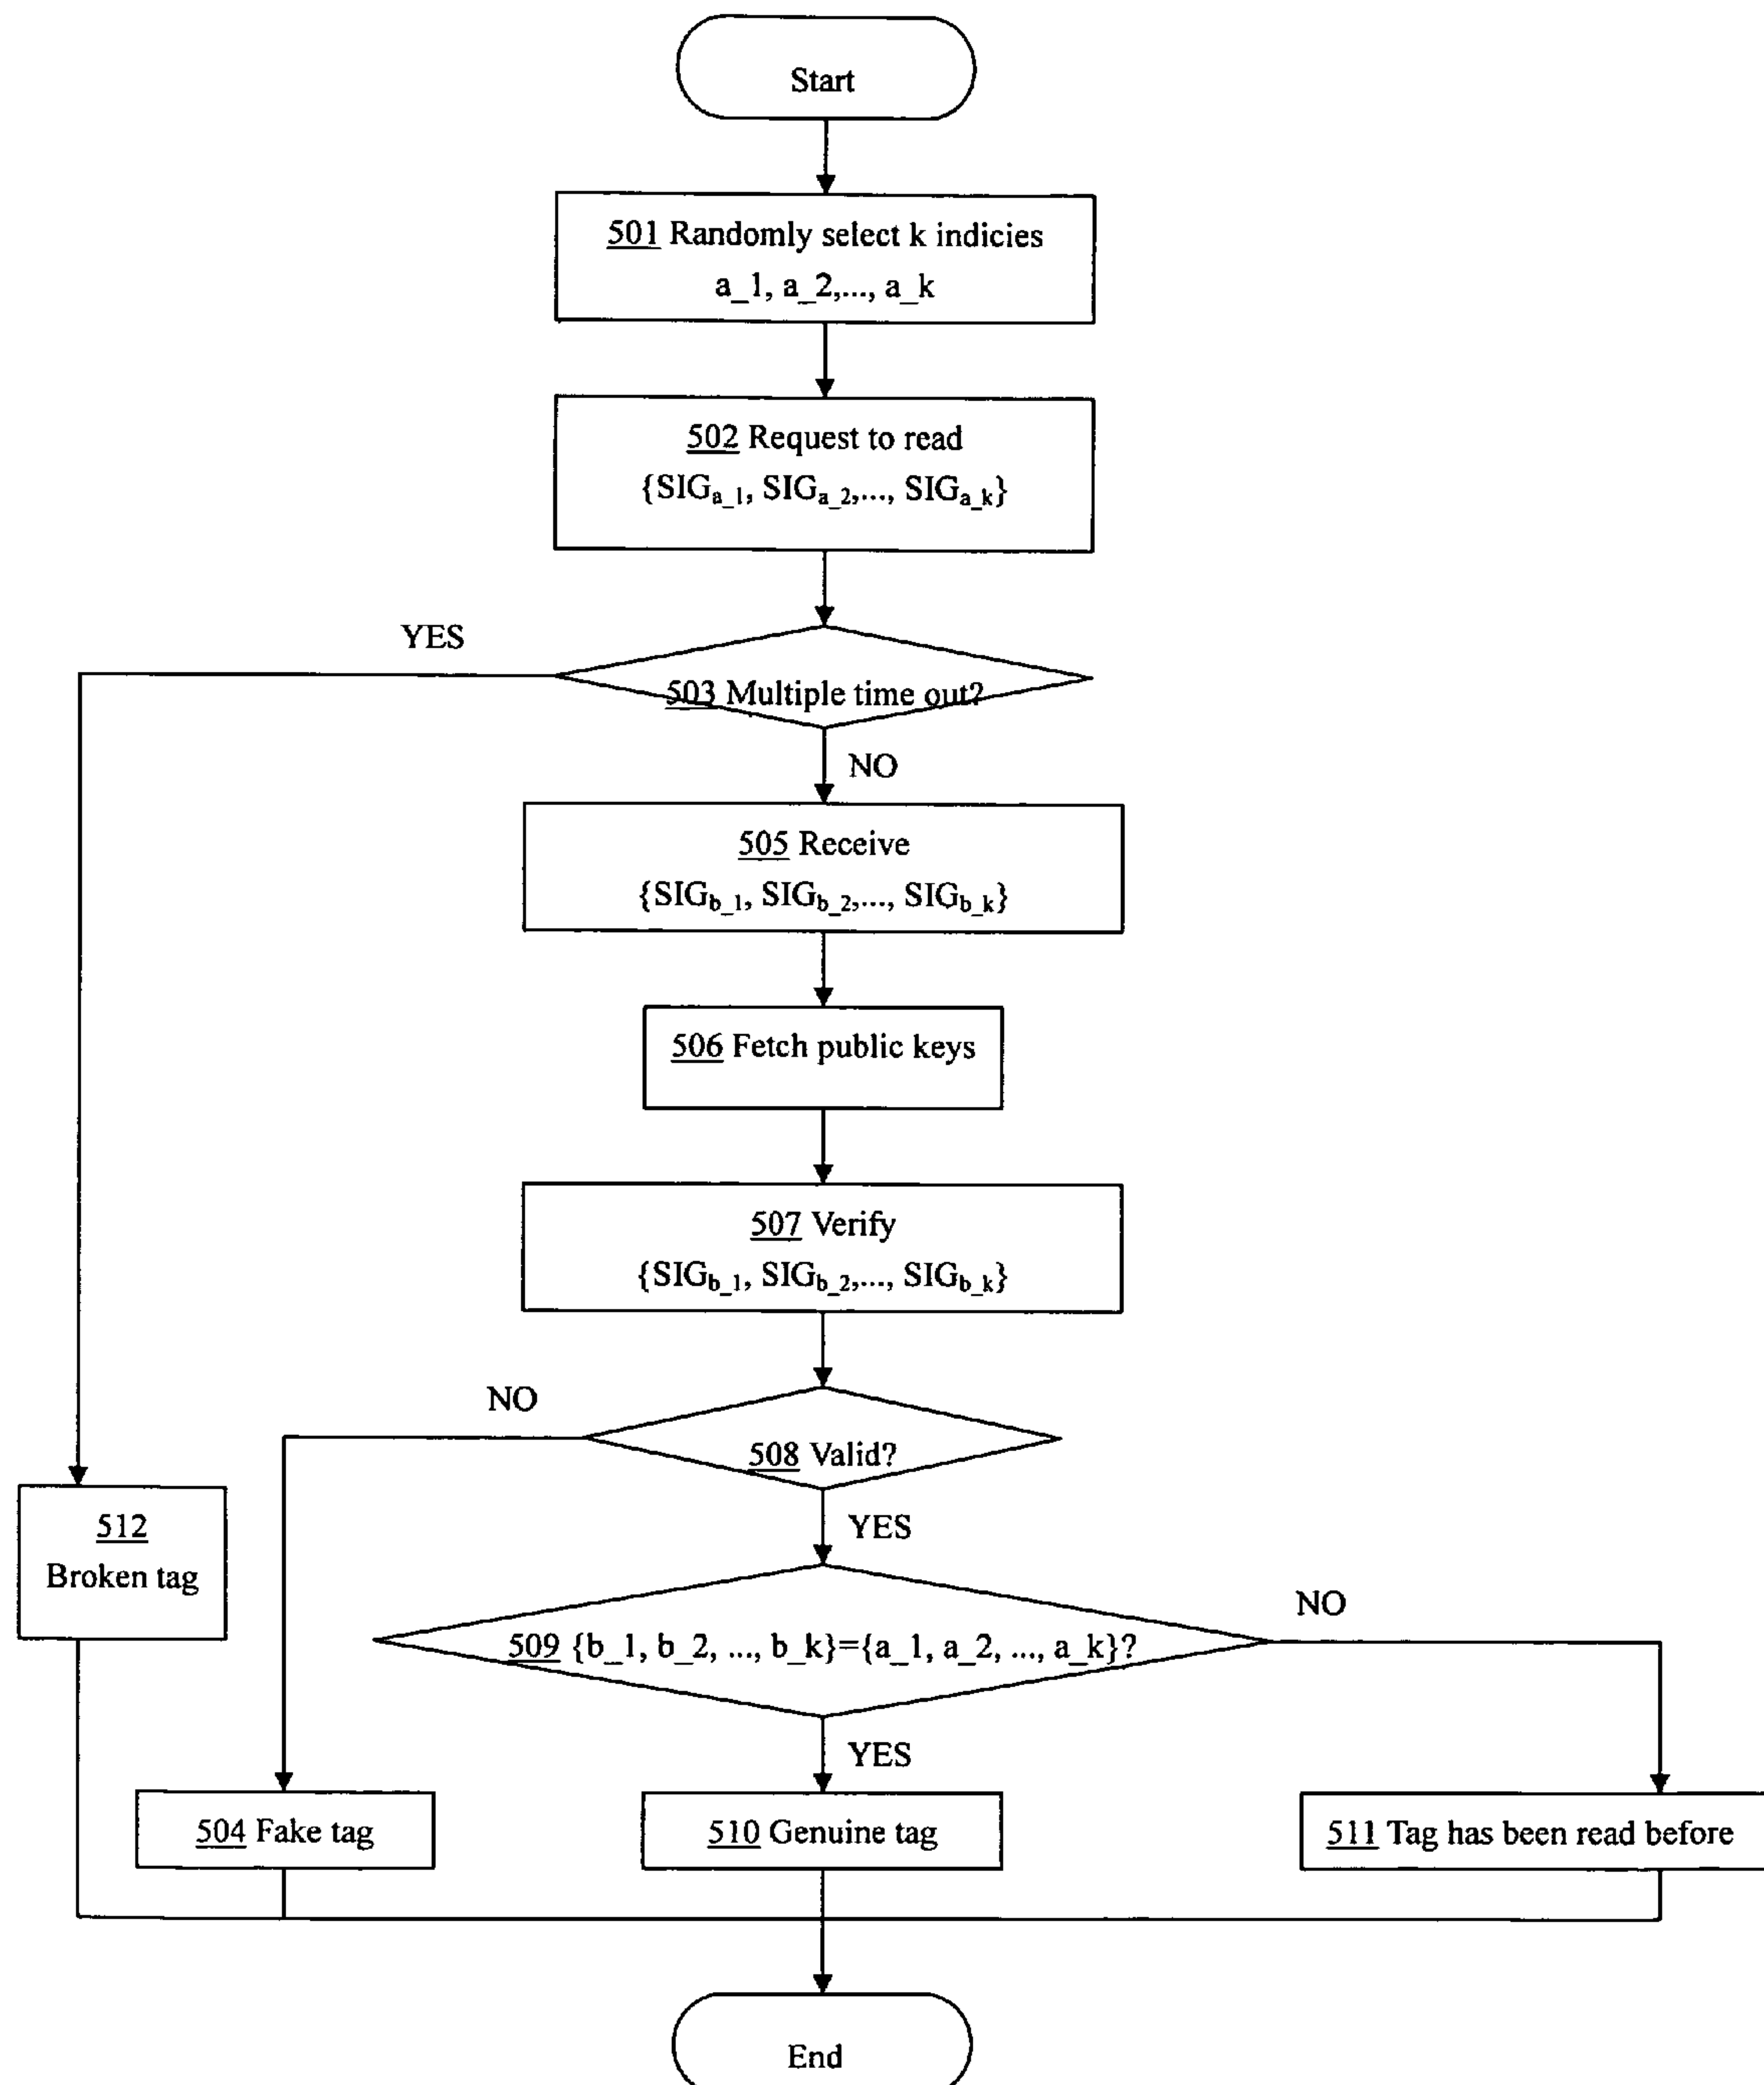 Start
501 Randomly select k indicies
a_1, a_2,..., a_k
502 Request to read
{SIGa_1, SIGa_2,..., SIGa_k}
YES
503 Multiple time out?
NO
505 Receive
{SIGb_1, SIGb_2,..., SIGb_k}
506 Fetch public keys
507 Verify
{SIGb_1, SIGb_2,..., SIGb_k}
NO
508 Valid?
YES
512
Broken tag
NO
509 {b_1, b_2, ..., b_k}={a_1, a_2, ..., a_k}?
YES
504 Fake tag
510 Genuine tag
511 Tag has been read before
End